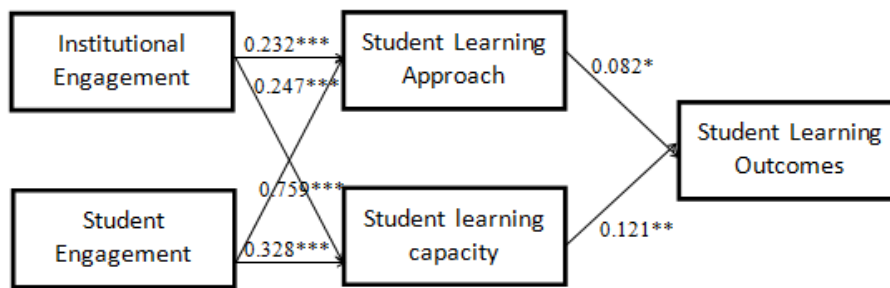 Institutional
Engagement
0.232***
0.247***
Student Learning
Approach
0.082*
Student Learning
Outcomes
Student
Engagement
0.759***
0.328***
Student learning
capacity
0.121**